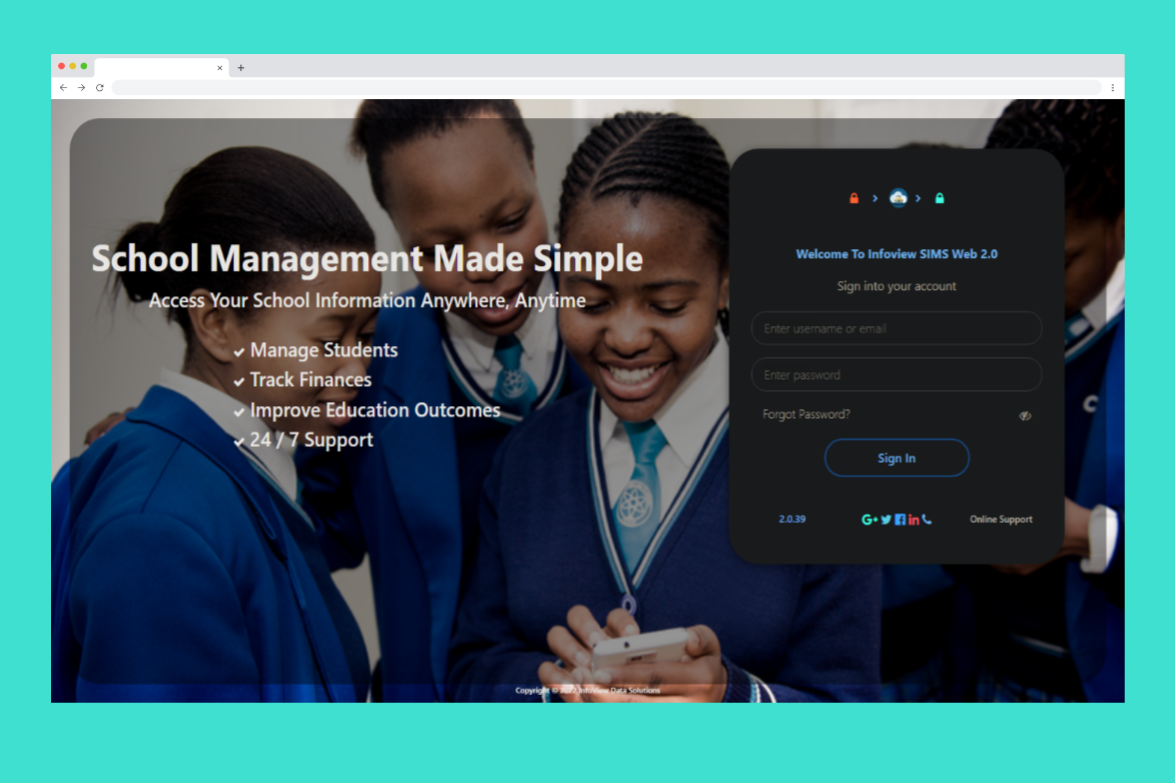 School Management Made Simple
Access Your School Information Anywhere, Anytime
Manage Students
Track Finances
Improve Education Outcomes
24 / 7 Support
Welcome To Infoview SIMS Web 2.0
Sign into your account
Enter username or email
Enter password
Forgot Password?
Sign In
2.0.39
G+ in
Online Support
Copyright © 2022 InfoView Data Solutions